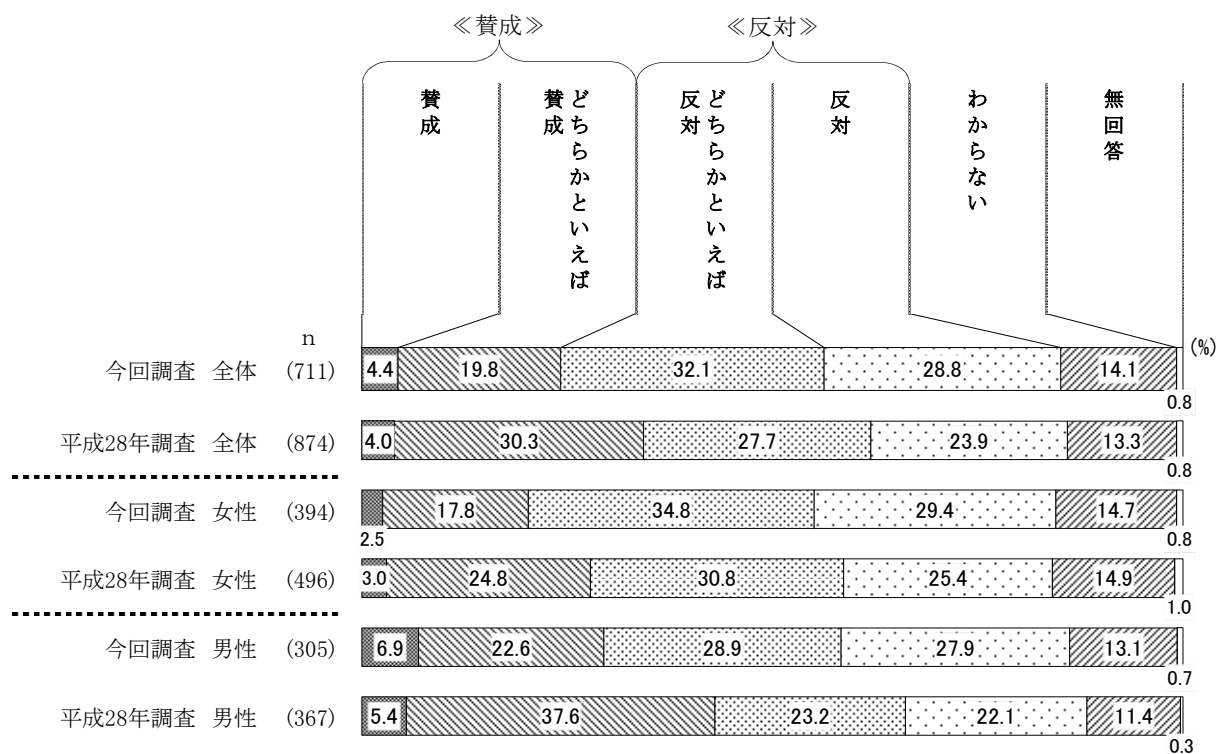 ≪賛成≫ ≪反対≫
賛成
どちらかといえば
賛成
どちらかといえば
反対
反対
わからない
無回答
n
(%)
今回調査 全体 (711) 4.4 19.8 32.1 28.8 14.1
0.8
平成28年調査 全体 (874) 4.0 30.3 27.7 23.9 13.3
0.8
今回調査 女性 (394) 17.8 34.8 29.4 14.7
2.5 0.8
平成28年調査 女性 (496) 3.0 24.8 30.8 25.4 14.9
1.0
今回調査 男性 (305) 6.9 22.6 28.9 27.9 13.1
0.7
平成28年調査 男性 (367) 5.4 37.6 23.2 22.1 11.4
0.3